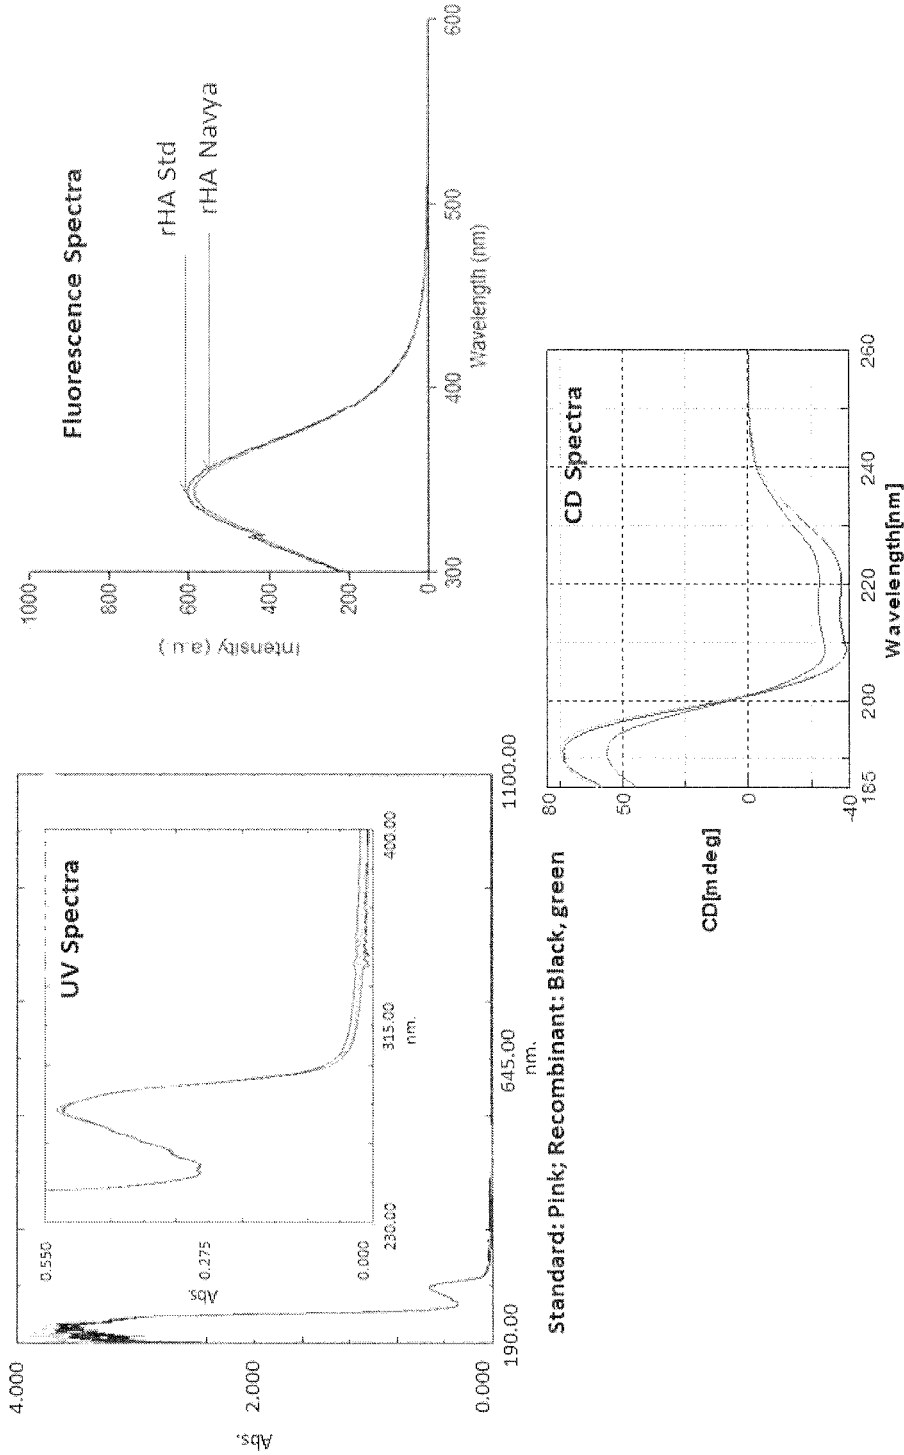 UV Spectra
4.000
2.000
0.000
Abs.
0.550
0.275
0.000
Abs.
230.00
315.00
400.00
nm.
190.00
645.00
1100.00
nm.
Fluorescence Spectra
rHA Std
rHA Navya
1000
800
600
400
200
0
Intensity (a.u.)
300
400
500
600
Wavelength (nm)
Standard: Pink; Recombinant: Black, green
CD Spectra
80
50
0
-40
CD[mdeg]
185
200
220
240
260
Wavelength[nm]